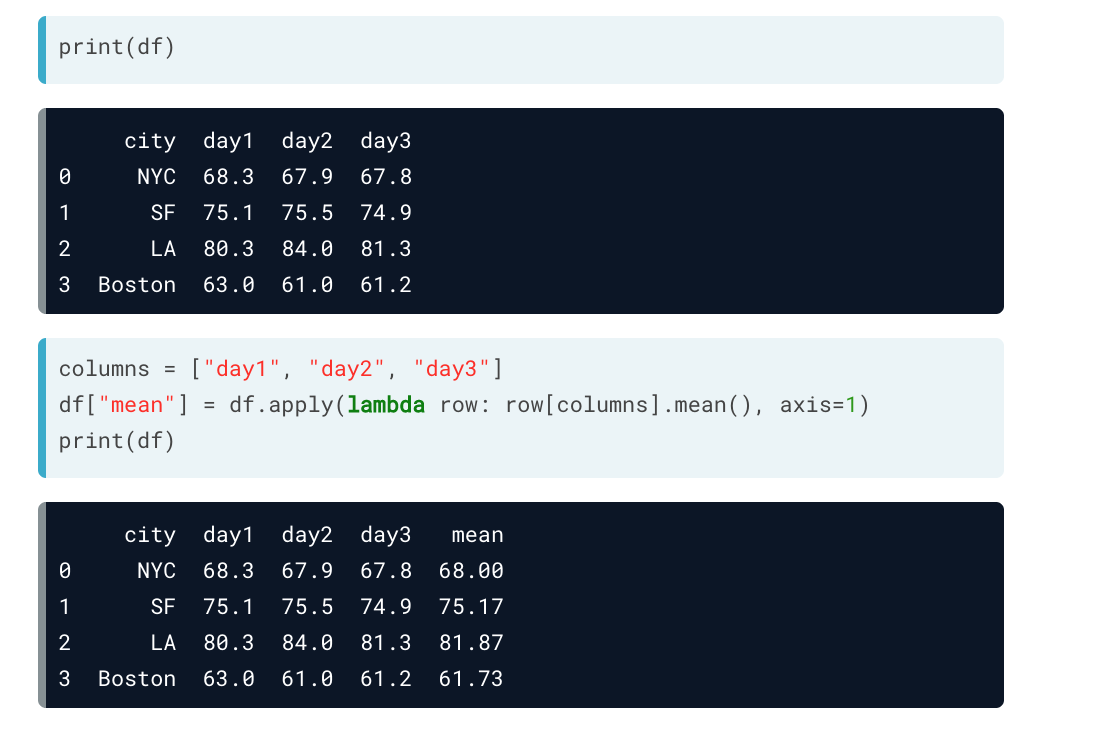 print(df)
     city  day1  day2  day3
0     NYC  68.3  67.9  67.8
1      SF  75.1  75.5  74.9
2      LA  80.3  84.0  81.3
3  Boston  63.0  61.0  61.2
columns = ["day1", "day2", "day3"]
df["mean"] = df.apply(lambda row: row[columns].mean(), axis=1)
print(df)
     city  day1  day2  day3   mean
0     NYC  68.3  67.9  67.8  68.00
1      SF  75.1  75.5  74.9  75.17
2      LA  80.3  84.0  81.3  81.87
3  Boston  63.0  61.0  61.2  61.73